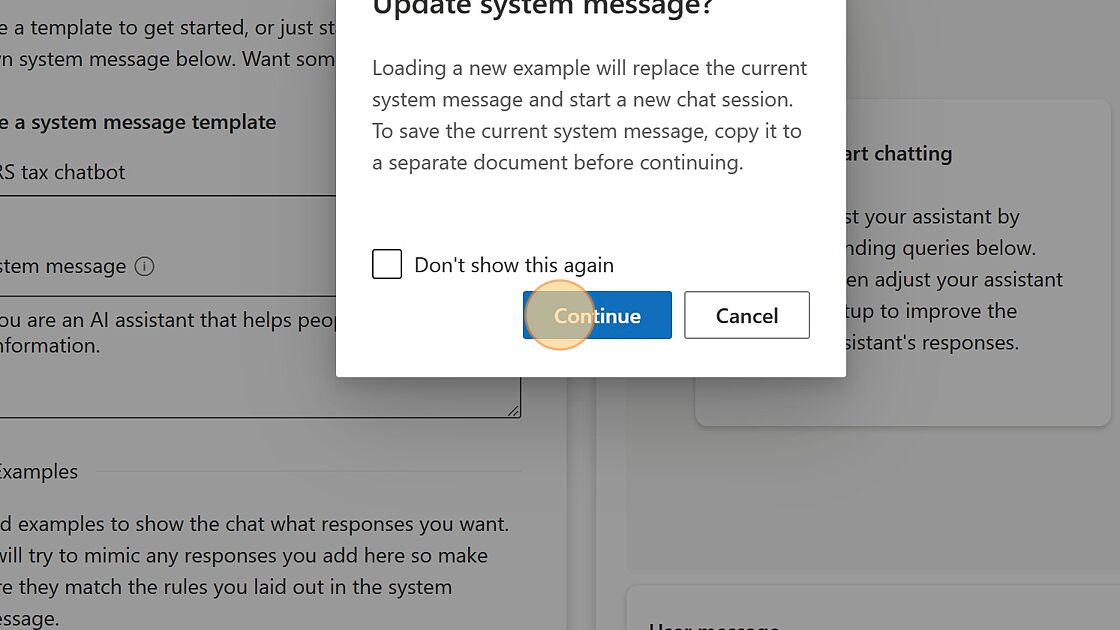 Update system message?
Loading a new example will replace the current
system message and start a new chat session.
To save the current system message, copy it to
a separate document before continuing.
Don't show this again
Continue
Cancel
e a template to get started, or just st
n system message below. Want som
e a system message template
RS tax chatbot
stem message
ou are an AI assistant that helps peop
nformation.
Examples
d examples to show the chat what responses you want.
will try to mimic any responses you add here so make
re they match the rules you laid out in the system
essage.
art chatting
st your assistant by
nding queries below.
en adjust your assistant
tup to improve the
sistant's responses.
User message